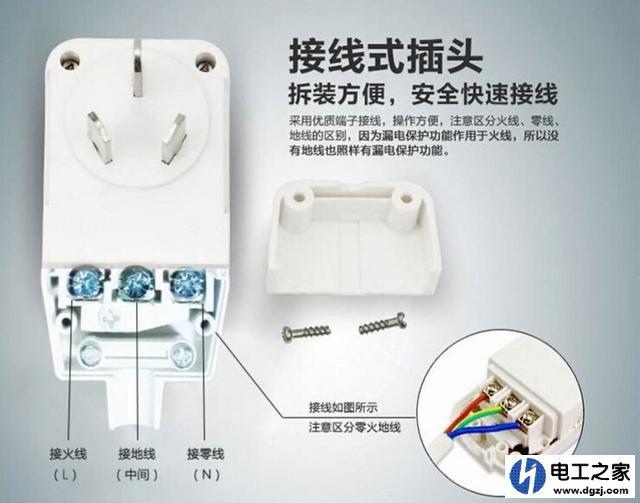 接线式插头
拆装方便，安全快速接线
采用优质端子接线，操作方便，注意区分火线、零线、
地线的区别，因为漏电保护功能作用于火线，所以没
有地线也照样有漏电保护功能。
接火线
（L）
接地线
（中间）
接零线
（N）
接线如图所示
注意区分零火地线
电工之家
www.dgzj.com